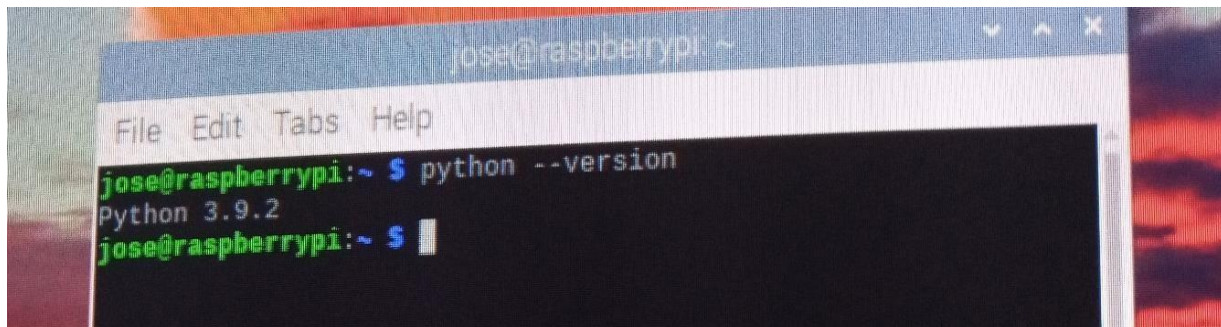 jose@raspberrypi: ~
File Edit Tabs Help
jose@raspberrypi:~ $ python --version
Python 3.9.2
jose@raspberrypi:~ $